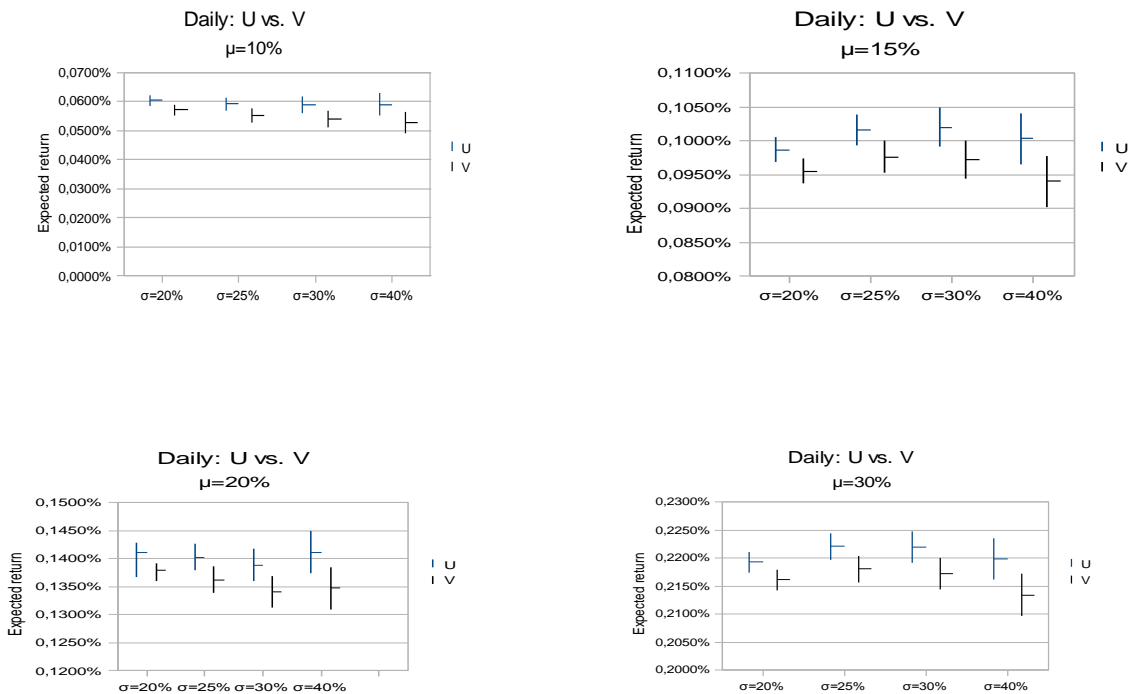 Daily: U vs. V
µ=10%
0,0700%
0,0600%
0,0500%
0,0400%
0,0300%
0,0200%
0,0100%
0,0000%
Expected return
σ=20% σ=25% σ=30% σ=40%
U
V
Daily: U vs. V
µ=15%
0,1100%
0,1050%
0,1000%
0,0950%
0,0900%
0,0850%
0,0800%
Expected return
σ=20% σ=25% σ=30% σ=40%
U
V
Daily: U vs. V
µ=20%
0,1500%
0,1450%
0,1400%
0,1350%
0,1300%
0,1250%
0,1200%
Expected return
σ=20% σ=25% σ=30% σ=40%
U
V
Daily: U vs. V
µ=30%
0,2300%
0,2250%
0,2200%
0,2150%
0,2100%
0,2050%
0,2000%
Expected return
σ=20% σ=25% σ=30% σ=40%
U
V